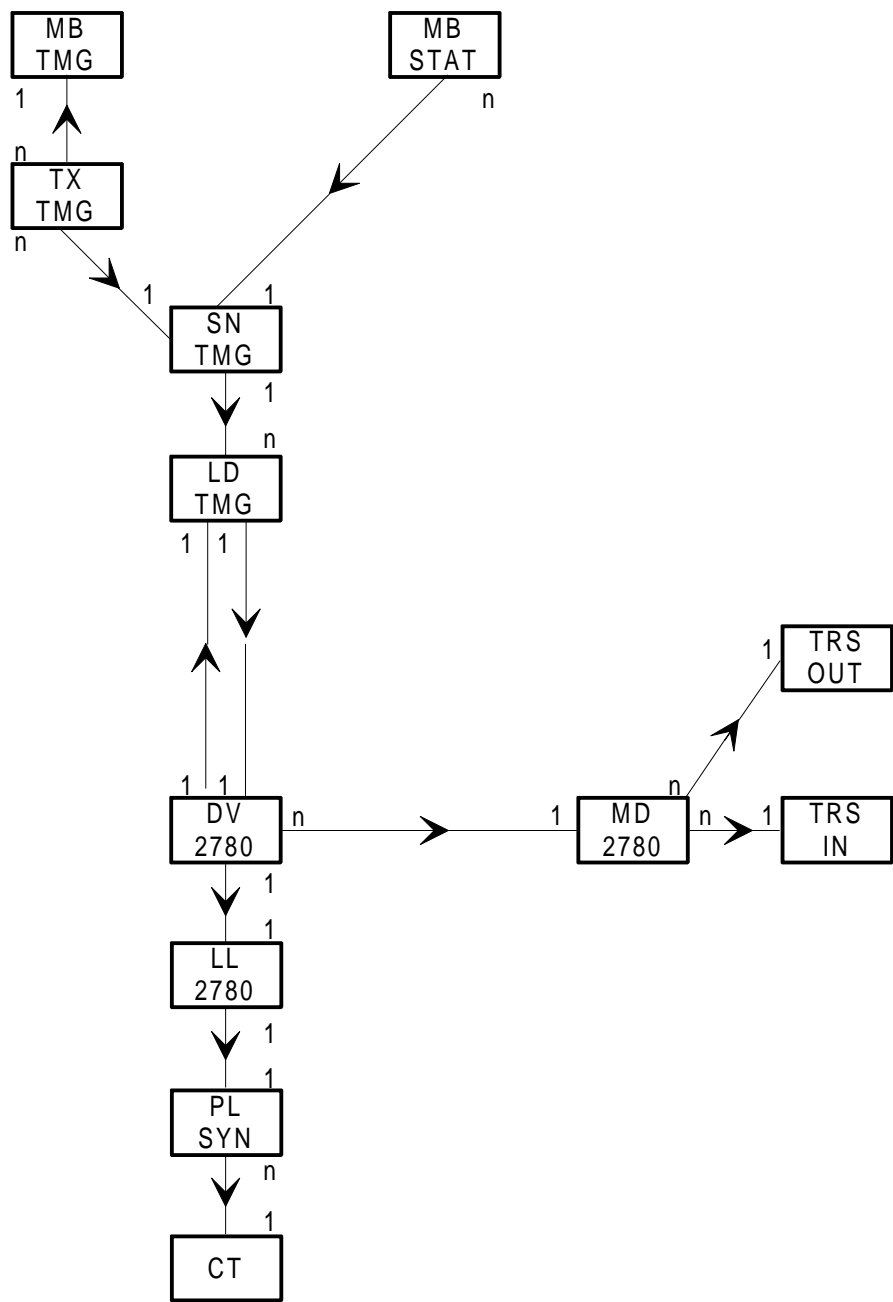 MB
TMG
MB
STAT
1
n
n
TX
TMG
n
1
1
SN
TMG
1
n
LD
TMG
1 1
1
TRS
OUT
1 1
n
DV
2780
n
1
MD
2780
n
1
TRS
IN
1
1
LL
2780
1
1
PL
SYN
n
1
CT